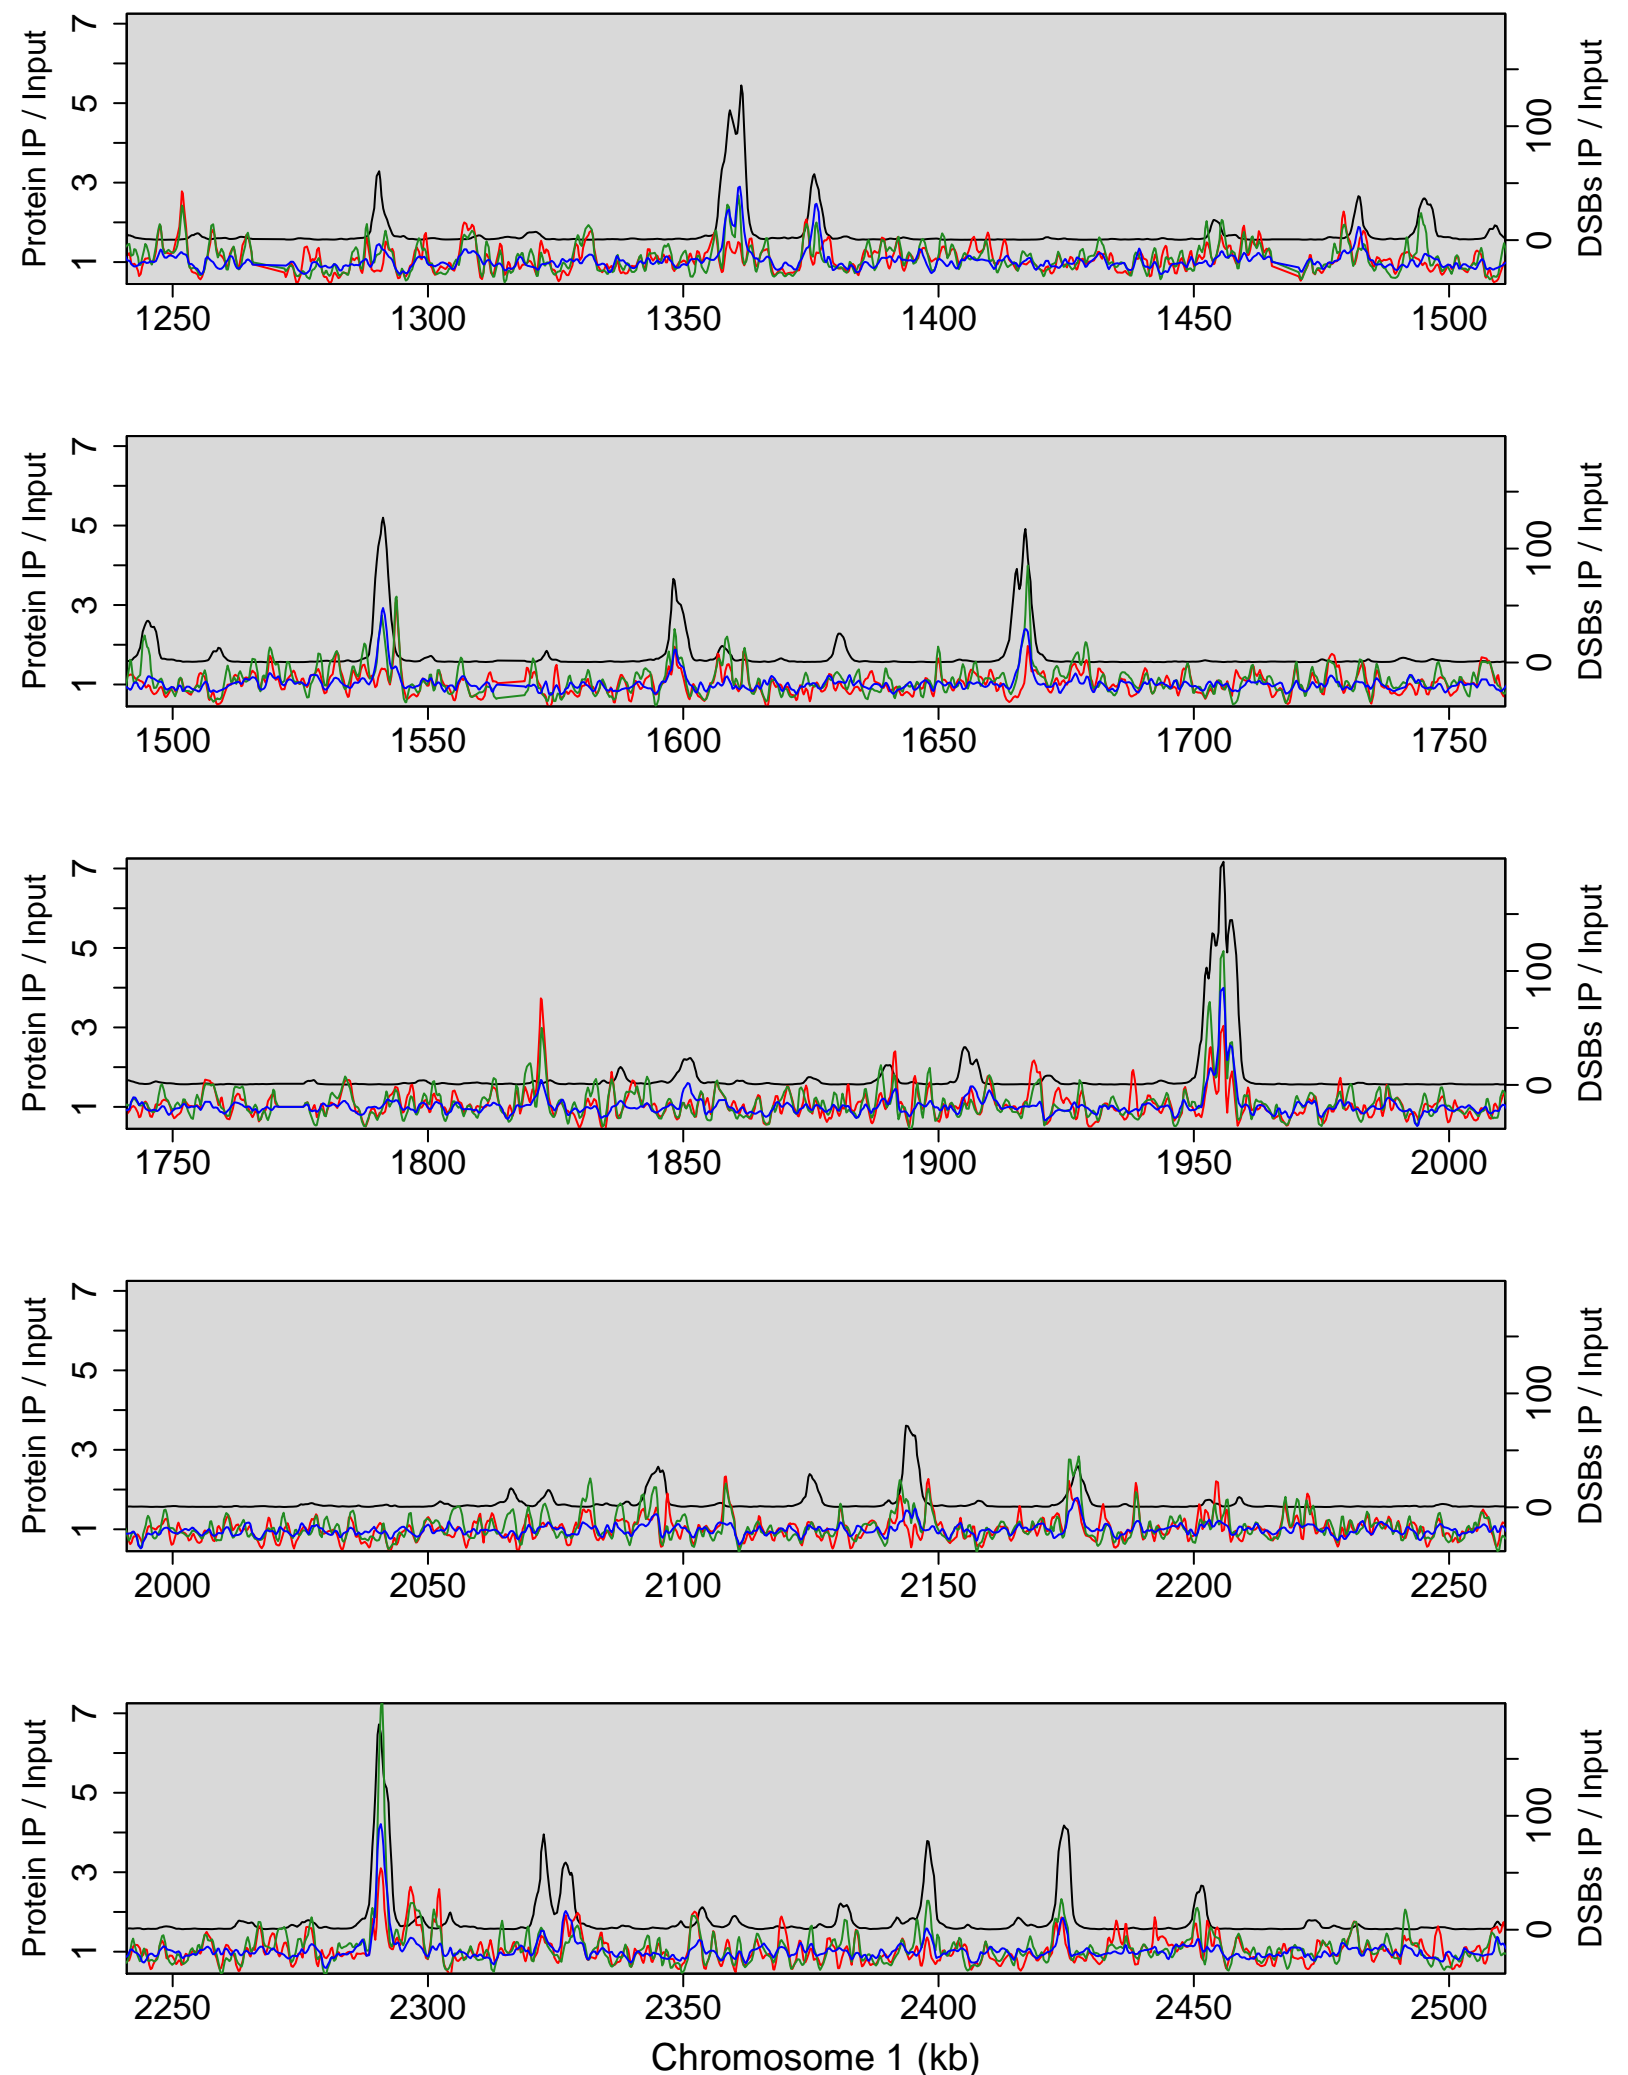 Protein IP / Input
7
5
3
1
100
0
DSBs IP / Input
1250 1300 1350 1400 1450 1500
Protein IP / Input
7
5
3
1
100
0
DSBs IP / Input
1500 1550 1600 1650 1700 1750
Protein IP / Input
7
5
3
1
100
0
DSBs IP / Input
1750 1800 1850 1900 1950 2000
Protein IP / Input
7
5
3
1
100
0
DSBs IP / Input
2000 2050 2100 2150 2200 2250
Protein IP / Input
7
5
3
1
100
0
DSBs IP / Input
2250 2300 2350 2400 2450 2500
Chromosome 1 (kb)